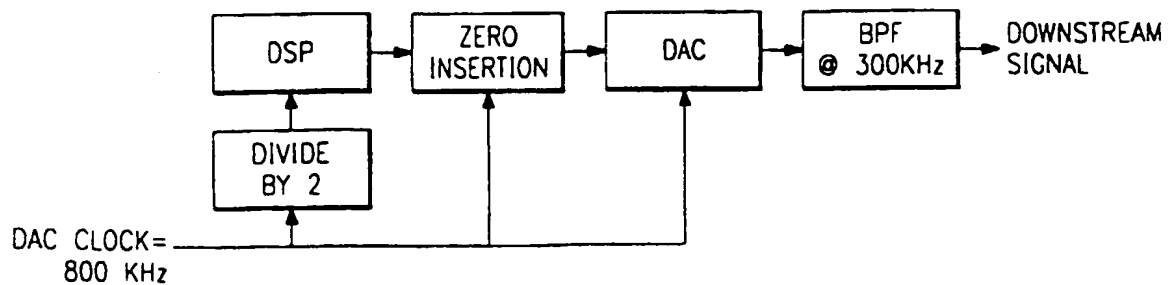 DSP
ZERO
INSERTION
DAC
BPF
@ 300KHz
DOWNSTREAM
SIGNAL
DIVIDE
BY 2
DAC CLOCK=
800 KHz